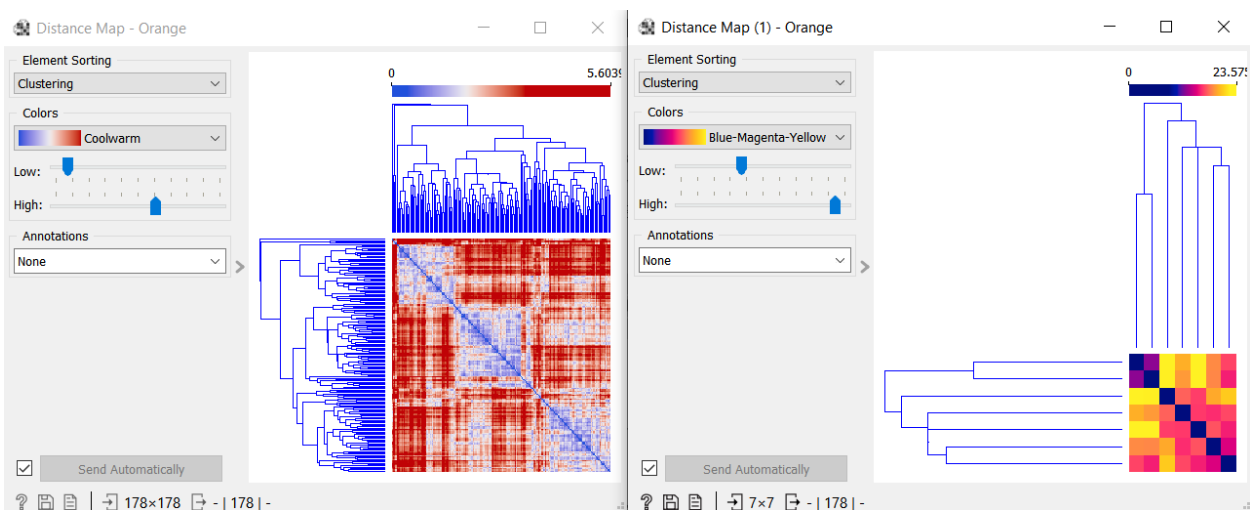 Distance Map - Orange
Element Sorting
Clustering
Colors
Coolwarm
Low:
High:
Annotations
None
Send Automatically
178×178 - | 178 | -
0 5.6039
Distance Map (1) - Orange
Element Sorting
Clustering
Colors
Blue-Magenta-Yellow
Low:
High:
Annotations
None
Send Automatically
7×7 - | 178 | -
0 23.575